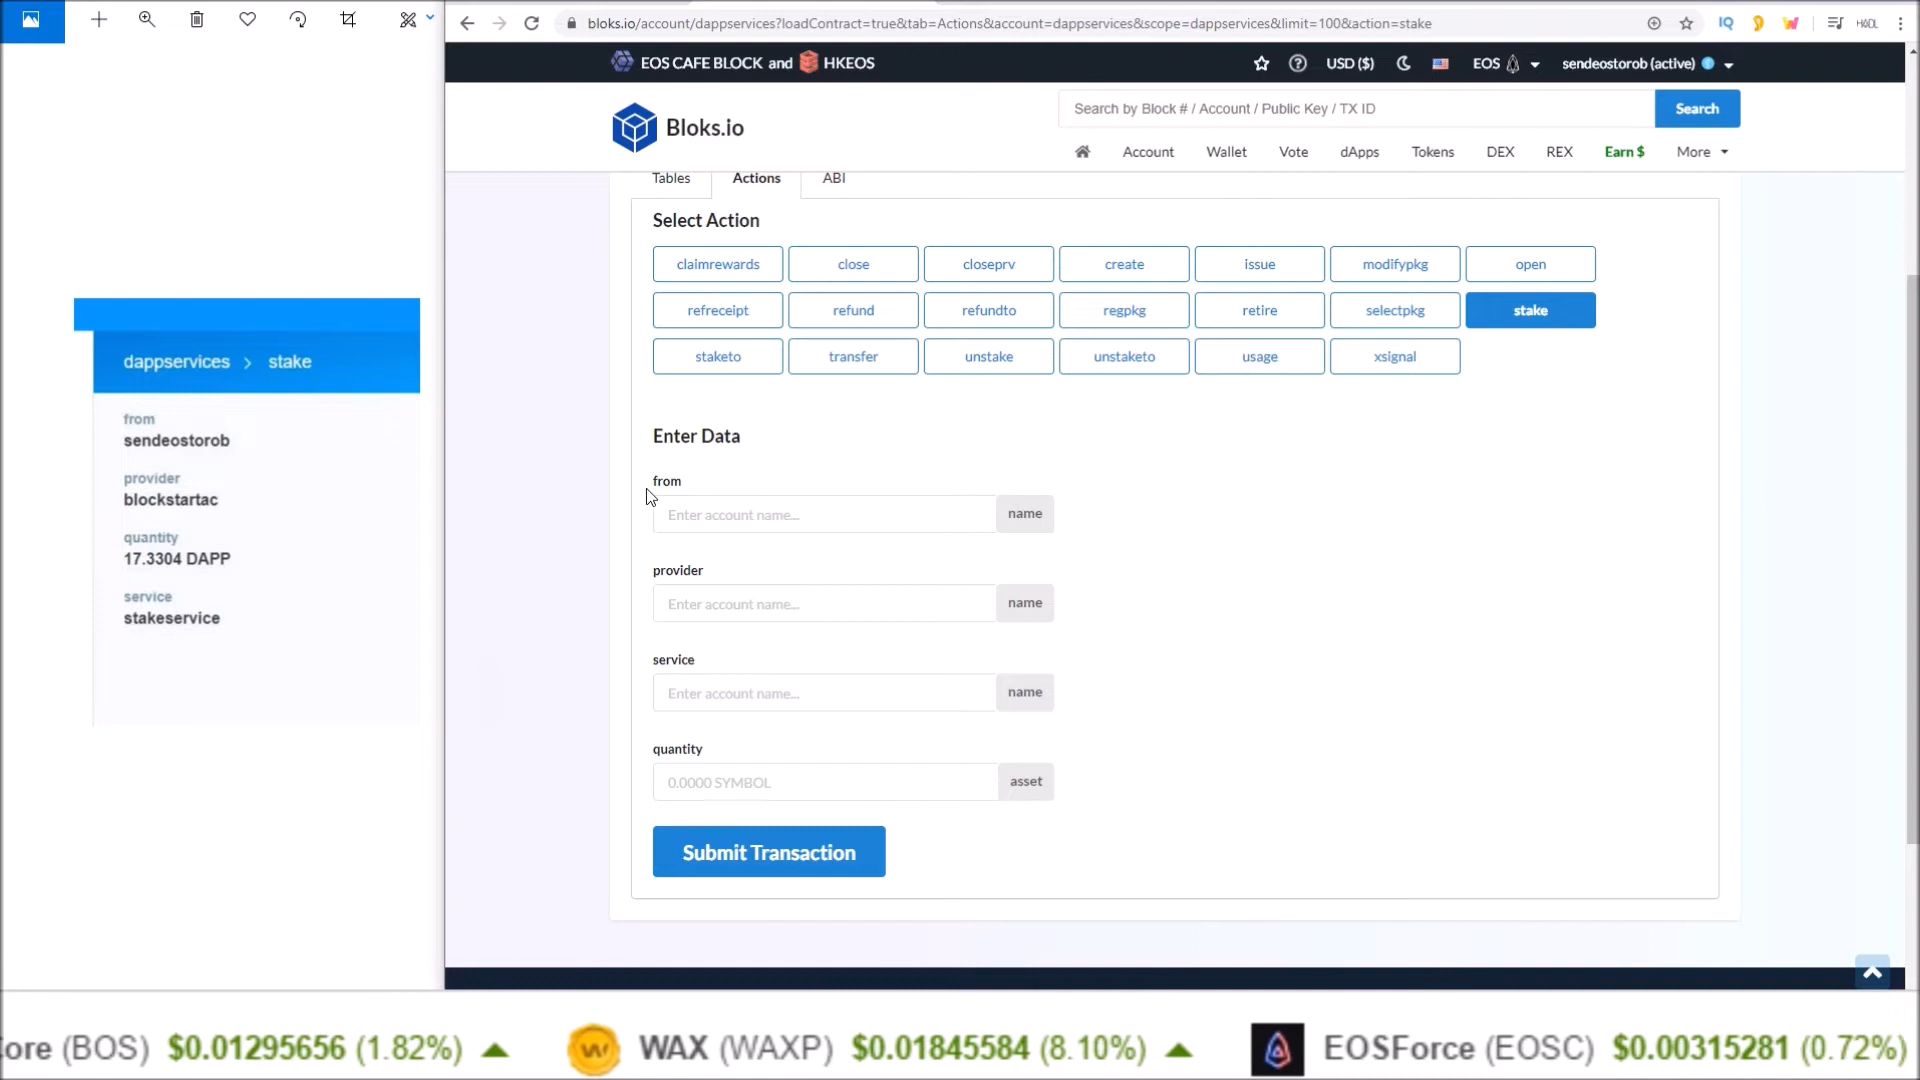 bloks.io/account/dappservices?loadContract=true&tab=Actions&account=dappservices&scope=dappservices&limit=100&action=stake
EOS CAFE BLOCK and HKEOS
USD ($)
EOS
sendeostorob (active)
Bloks.io
Search by Block # / Account / Public Key / TX ID
Search
Account Wallet Vote dApps Tokens DEX REX Earn $ More
Tables Actions ABI
Select Action
claimrewards close closeprv create issue modifypkg open
refreceipt refund refundto regpkg retire selectpkg stake
staketo transfer unstake unstaketo usage xsignal
dappservices > stake
from
sendeostorob
provider
blockstartac
quantity
17.3304 DAPP
service
stakeservice
Enter Data
from
Enter account name... name
provider
Enter account name... name
service
Enter account name... name
quantity
0.0000 SYMBOL asset
Submit Transaction
ore (BOS) $0.01295656 (1.82%) WAX (WAXP) $0.01845584 (8.10%) EOSForce (EOSC) $0.00315281 (0.72%)